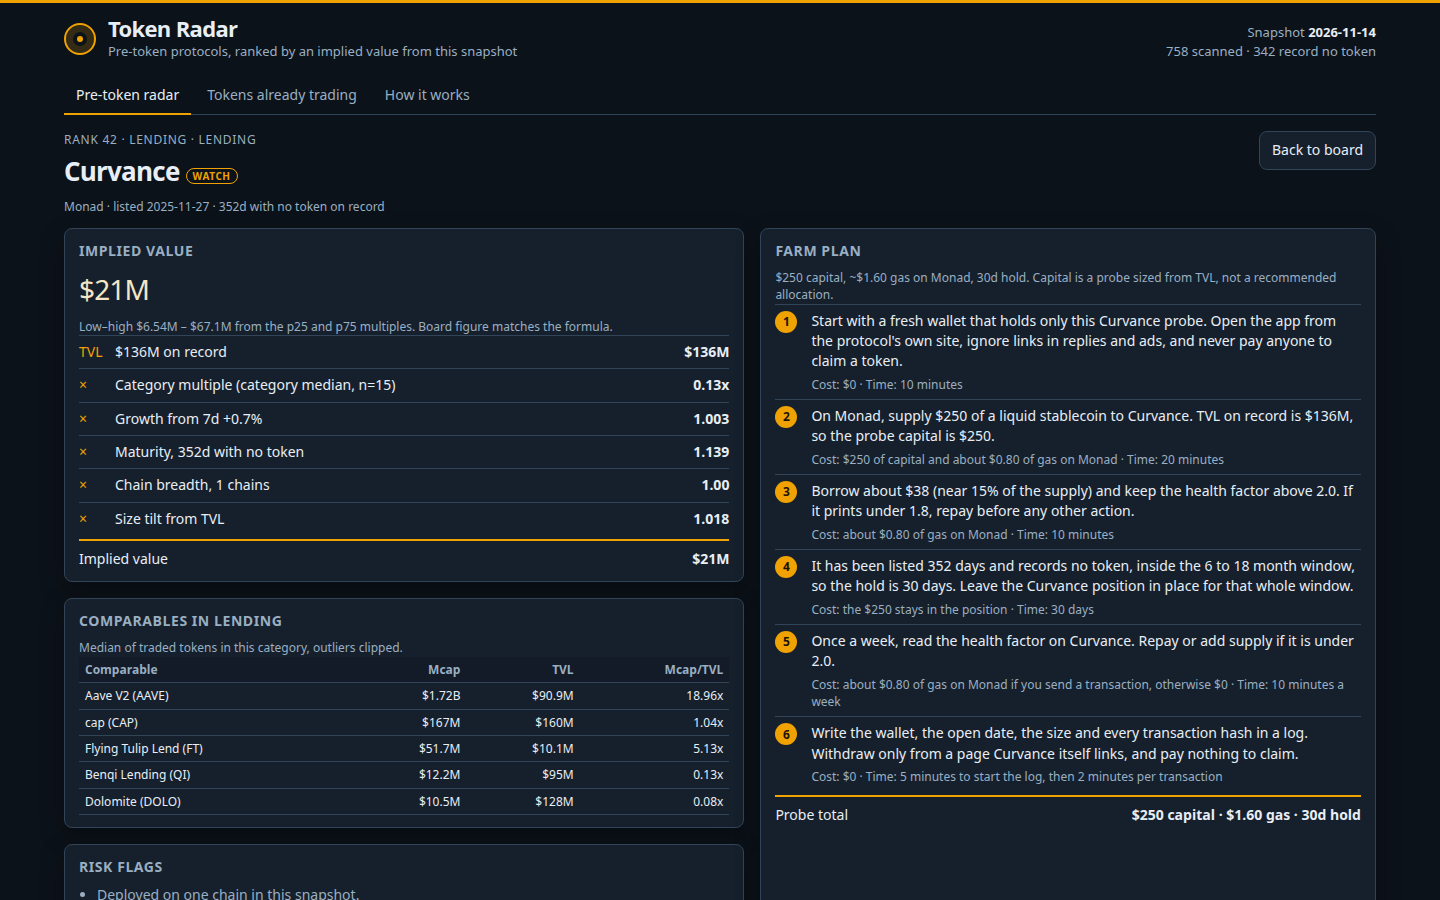 Token Radar
Pre-token protocols, ranked by an implied value from this snapshot
Snapshot 2026-11-14
758 scanned · 342 record no token
Pre-token radar
Tokens already trading
How it works
RANK 42 · LENDING · LENDING
Curvance WATCH
Monad · listed 2025-11-27 · 352d with no token on record
Back to board
IMPLIED VALUE
$21M
Low–high $6.54M – $67.1M from the p25 and p75 multiples. Board figure matches the formula.
TVL $136M on record $136M
× Category multiple (category median, n=15) 0.13x
× Growth from 7d +0.7% 1.003
× Maturity, 352d with no token 1.139
× Chain breadth, 1 chains 1.00
× Size tilt from TVL 1.018
Implied value $21M
COMPARABLES IN LENDING
Median of traded tokens in this category, outliers clipped.
Comparable Mcap TVL Mcap/TVL
Aave V2 (AAVE) $1.72B $90.9M 18.96x
cap (CAP) $167M $160M 1.04x
Flying Tulip Lend (FT) $51.7M $10.1M 5.13x
Benqi Lending (QI) $12.2M $95M 0.13x
Dolomite (DOLO) $10.5M $128M 0.08x
RISK FLAGS
• Deployed on one chain in this snapshot.
FARM PLAN
$250 capital, ~$1.60 gas on Monad, 30d hold. Capital is a probe sized from TVL, not a recommended
allocation.
1 Start with a fresh wallet that holds only this Curvance probe. Open the app from
the protocol's own site, ignore links in replies and ads, and never pay anyone to
claim a token.
Cost: $0 · Time: 10 minutes
2 On Monad, supply $250 of a liquid stablecoin to Curvance. TVL on record is $136M,
so the probe capital is $250.
Cost: $250 of capital and about $0.80 of gas on Monad · Time: 20 minutes
3 Borrow about $38 (near 15% of the supply) and keep the health factor above 2.0. If
it prints under 1.8, repay before any other action.
Cost: about $0.80 of gas on Monad · Time: 10 minutes
4 It has been listed 352 days and records no token, inside the 6 to 18 month window,
so the hold is 30 days. Leave the Curvance position in place for that whole window.
Cost: the $250 stays in the position · Time: 30 days
5 Once a week, read the health factor on Curvance. Repay or add supply if it is under
2.0.
Cost: about $0.80 of gas on Monad if you send a transaction, otherwise $0 · Time: 10 minutes a
week
6 Write the wallet, the open date, the size and every transaction hash in a log.
Withdraw only from a page Curvance itself links, and pay nothing to claim.
Cost: $0 · Time: 5 minutes to start the log, then 2 minutes per transaction
Probe total $250 capital · $1.60 gas · 30d hold